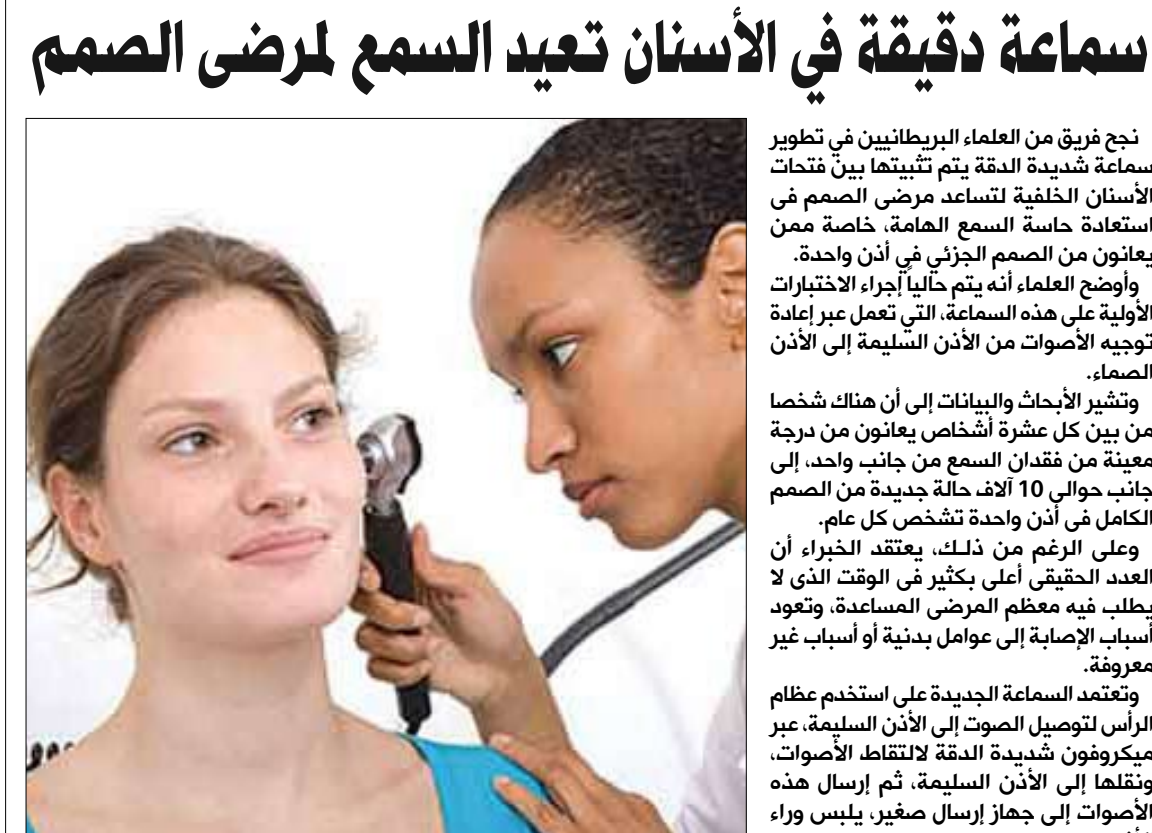 سماعة دقيقة في الأسنان تعيد السمع لمرضى الصمم
نجح فريق من العلماء البريطانيين في تطوير
سماعة شديدة الدقة يتم تثبيتها بين فتحات
الأسنان الخلفية لتساعد مرضى الصمم فى
استعادة حاسة السمع الهامة، خاصة ممن
يعانون من الصمم الجزئي في أذن واحدة.
وأوضح العلماء أنه يتم حالياً إجراء الاختبارات
الأولية على هذه السماعة، التي تعمل عبر إعادة
توجيه الأصوات من الأذن السليمة إلى الأذن
الصماء.
وتشير الأبحاث والبيانات إلى أن هناك شخصا
من بين كل عشرة أشخاص يعانون من درجة
معينة من فقدان السمع من جانب واحد، إلى
جانب حوالى 10 آلاف حالة جديدة من الصمم
الكامل فى أذن واحدة تشخص كل عام.
وعلى الرغم من ذلك، يعتقد الخبراء أن
العدد الحقيقى أعلى بكثير فى الوقت الذى لا
يطلب فيه معظم المرضى المساعدة، وتعود
أسباب الإصابة إلى عوامل بدنية أو أسباب غير
معروفة.
وتعتمد السماعة الجديدة على استخدم عظام
الرأس لتوصيل الصوت إلى الأذن السليمة، عبر
ميكروفون شديدة الدقة لالتقاط الأصوات،
ونقلها إلى الأذن السليمة، ثم إرسال هذه
الأصوات إلى جهاز إرسال صغير، يلبس وراء